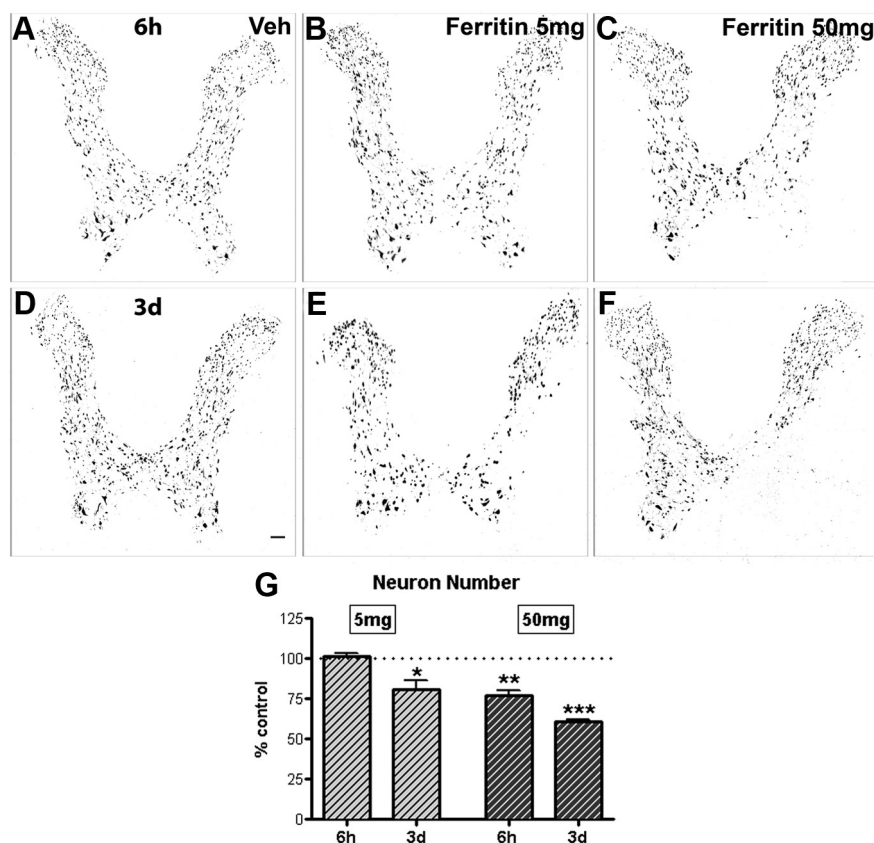 A 6h Veh
B Ferritin 5mg
C Ferritin 50mg
D 3d
E
F
G Neuron Number
5mg 50mg
% control
125
100
75
50
25
0
* ** ***
6h 3d 6h 3d